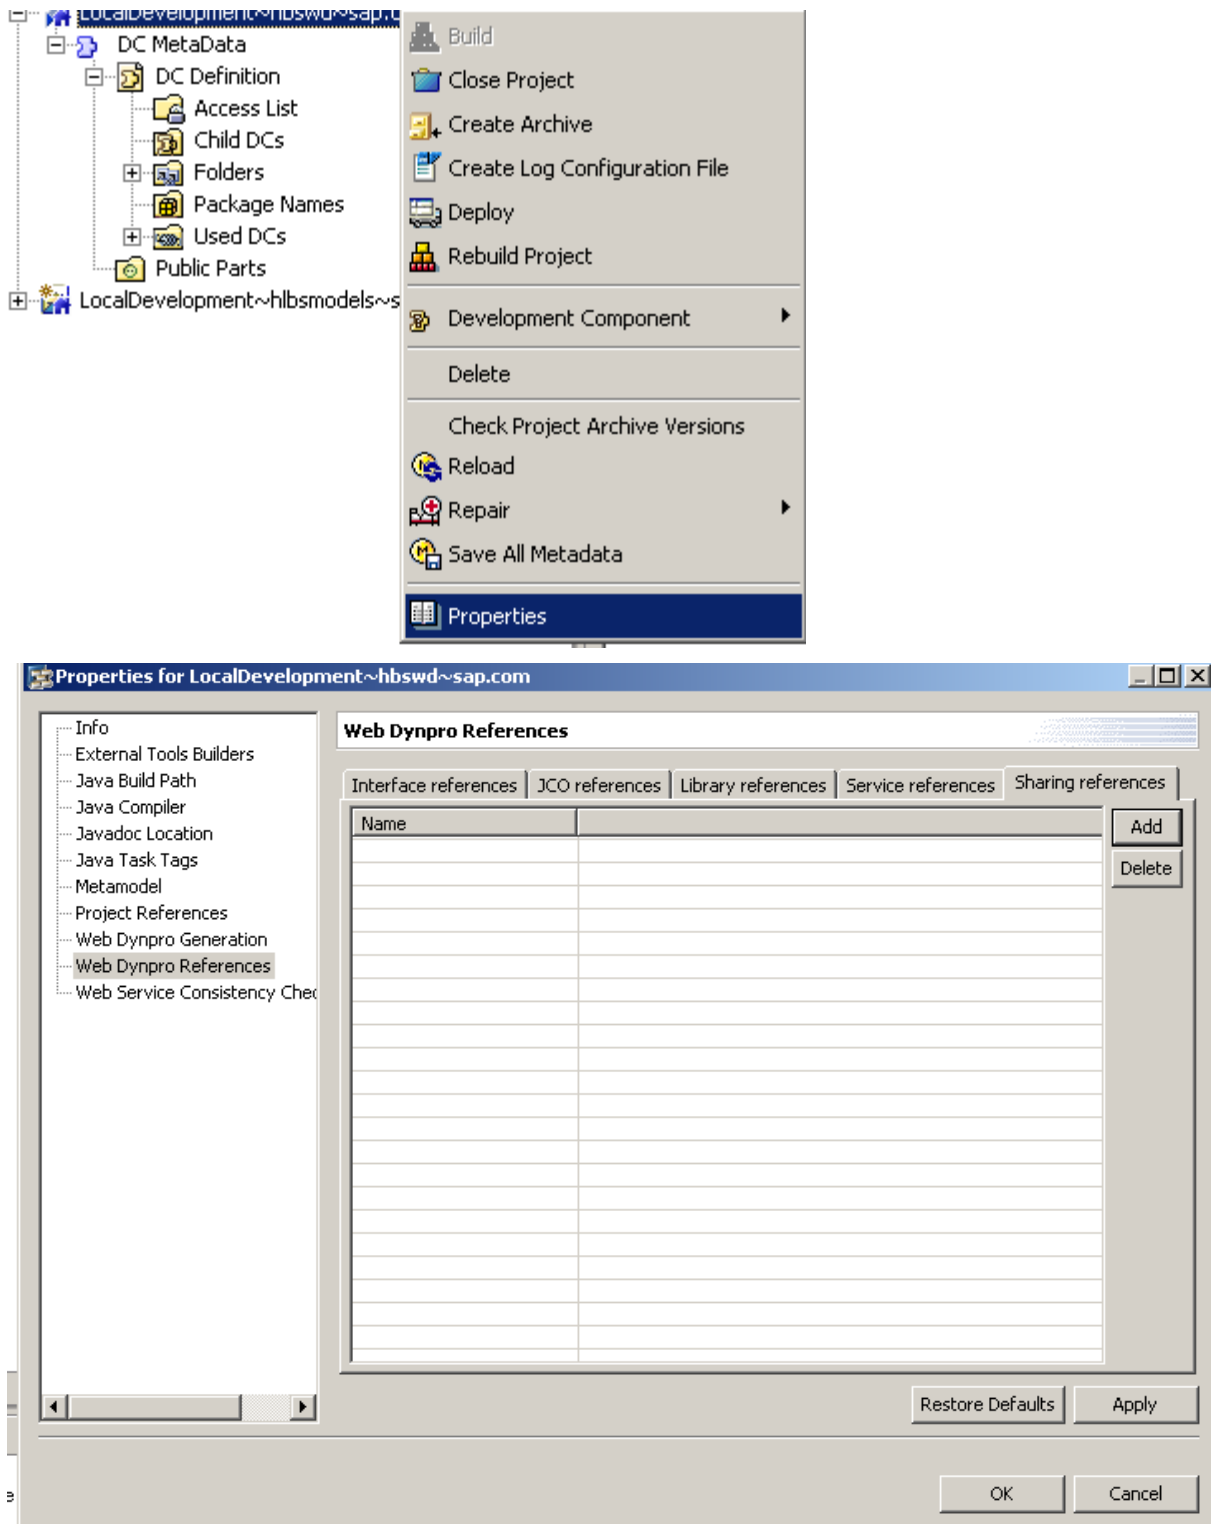 LocalDevelopment~hbswd~sap.c
DC MetaData
DC Definition
Access List
Child DCs
Folders
Package Names
Used DCs
Public Parts
LocalDevelopment~hlbsmodels~s
Build
Close Project
Create Archive
Create Log Configuration File
Deploy
Rebuild Project
Development Component
Delete
Check Project Archive Versions
Reload
Repair
Save All Metadata
Properties
Properties for LocalDevelopment~hbswd~sap.com
Info
External Tools Builders
Java Build Path
Java Compiler
Javadoc Location
Java Task Tags
Metamodel
Project References
Web Dynpro Generation
Web Dynpro References
Web Service Consistency Chec
Web Dynpro References
Interface references JCO references Library references Service references Sharing references
Name
Add
Delete
Restore Defaults Apply
e
OK Cancel